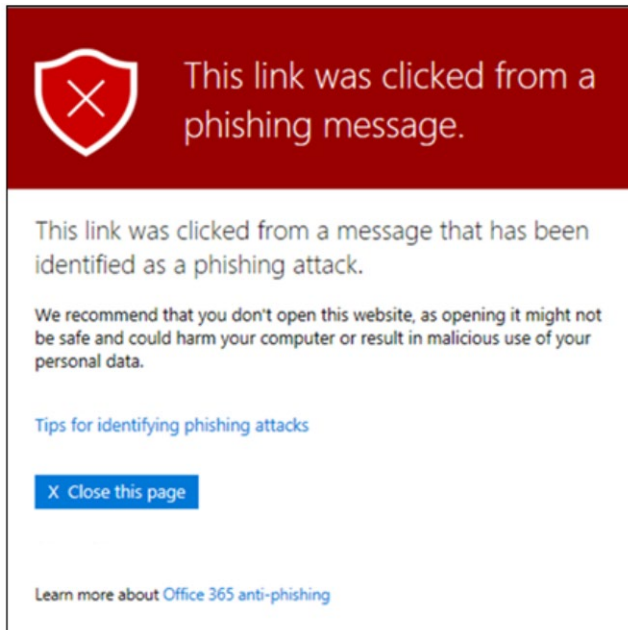 This link was clicked from a
phishing message.
This link was clicked from a message that has been
identified as a phishing attack.
We recommend that you don't open this website, as opening it might not
be safe and could harm your computer or result in malicious use of your
personal data.
Tips for identifying phishing attacks
X Close this page
Learn more about Office 365 anti-phishing